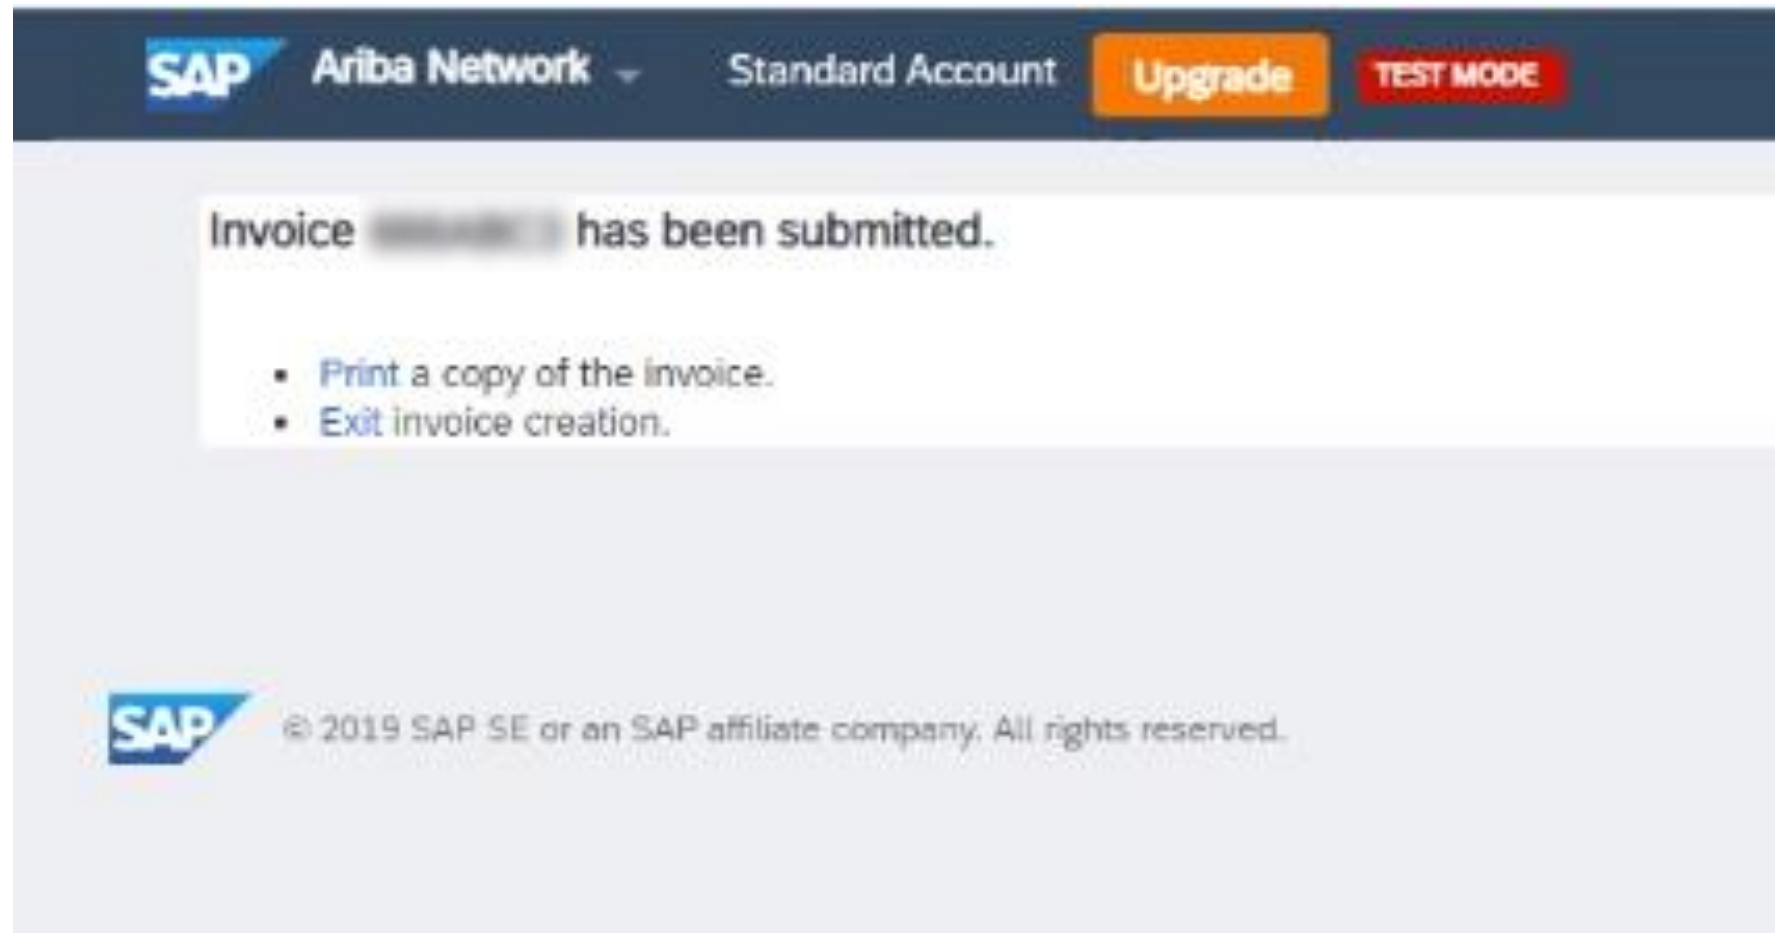 SAP Ariba Network Standard Account Upgrade TEST MODE
Invoice has been submitted.
• Print a copy of the invoice.
• Exit invoice creation.
SAP © 2019 SAP SE or an SAP affiliate company. All rights reserved.